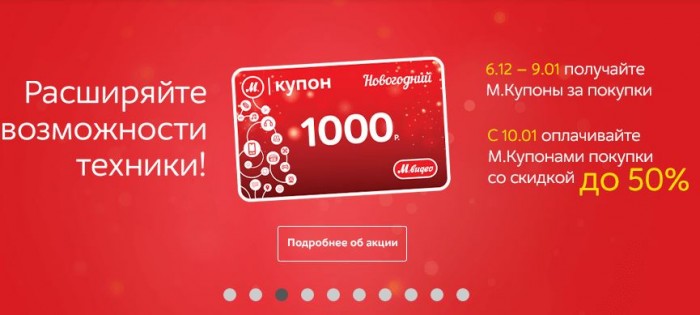 Расширяйте
возможности
техники!
М. купон
Новогодний
1000 Р.
М.видео
6.12 – 9.01 получайте
М.Купоны за покупки
С 10.01 оплачивайте
М.Купонами покупки
со скидкой до 50%
Подробнее об акции